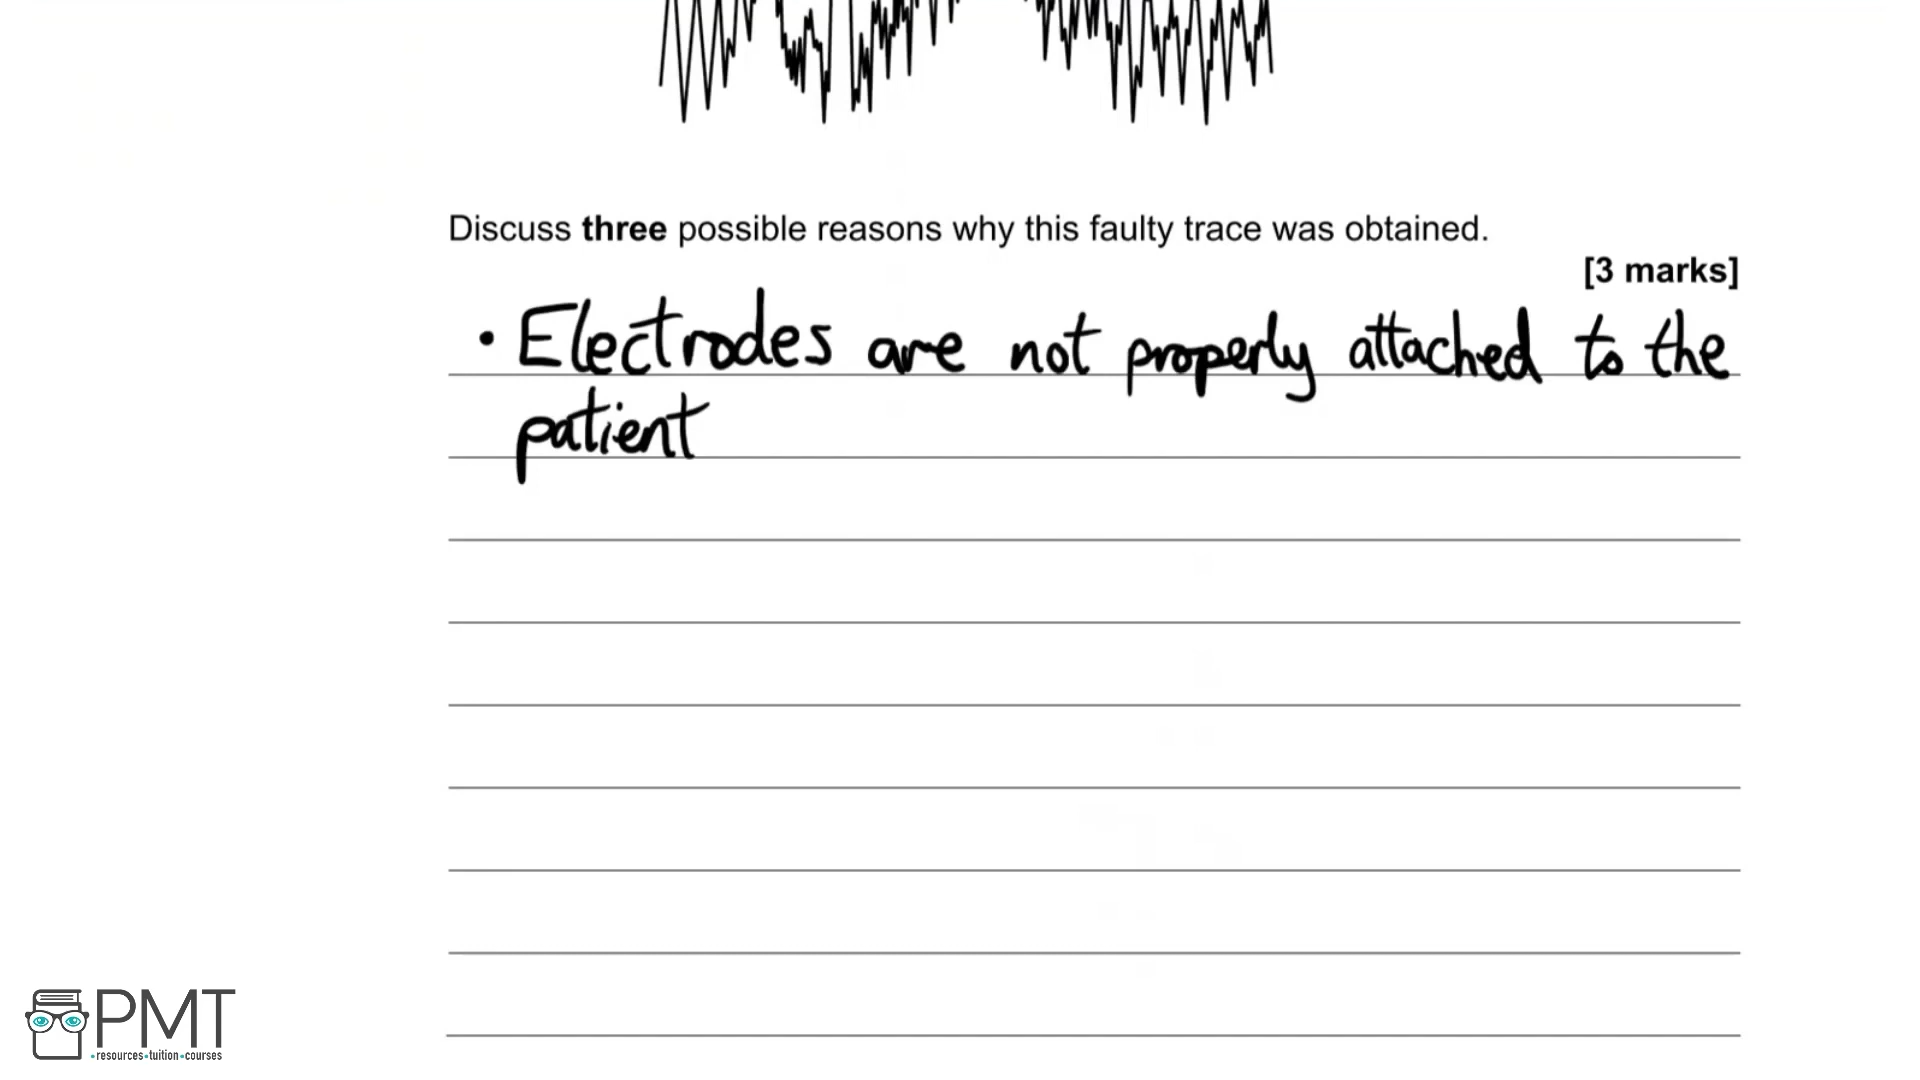 Discuss three possible reasons why this faulty trace was obtained.
[3 marks]
• Electrodes are not properly attached to the
patient
PMT
•resources•tuition•courses